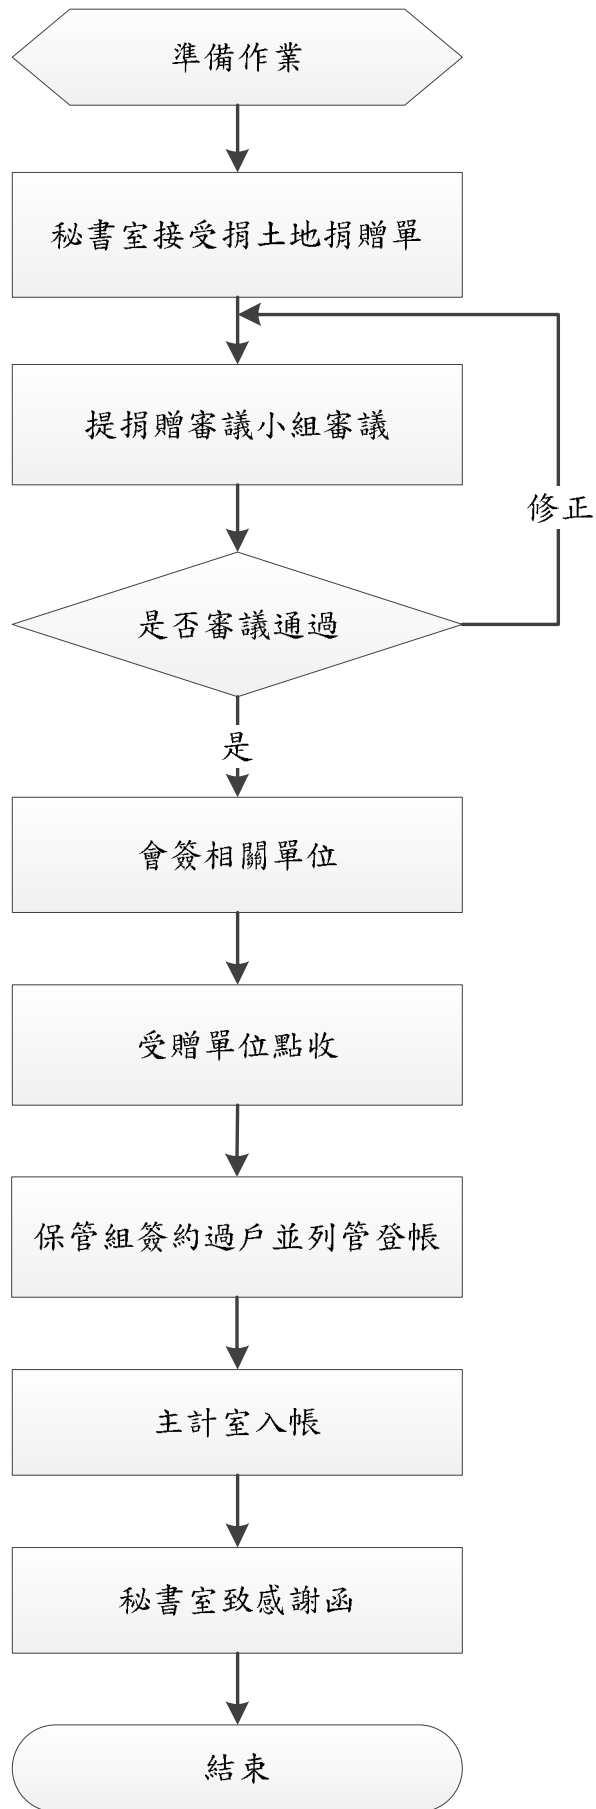 準備作業
秘書室接受捐土地捐贈單
提捐贈審議小組審議
修正
是否審議通過
是
會簽相關單位
受贈單位點收
保管組簽約過戶並列管登帳
主計室入帳
秘書室致感謝函
結束